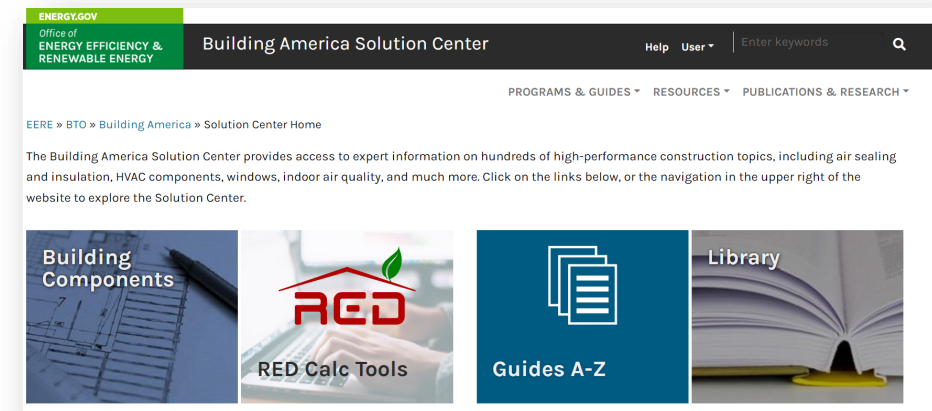 ENERGY.GOV
Office of
ENERGY EFFICIENCY &
RENEWABLE ENERGY
Building America Solution Center
Help User
Enter keywords
PROGRAMS & GUIDES RESOURCES PUBLICATIONS & RESEARCH
EERE » BTO » Building America » Solution Center Home
The Building America Solution Center provides access to expert information on hundreds of high-performance construction topics, including air sealing
and insulation, HVAC components, windows, indoor air quality, and much more. Click on the links below, or the navigation in the upper right of the
website to explore the Solution Center.
Building
Components
RED
RED Calc Tools
Guides A-Z
Library